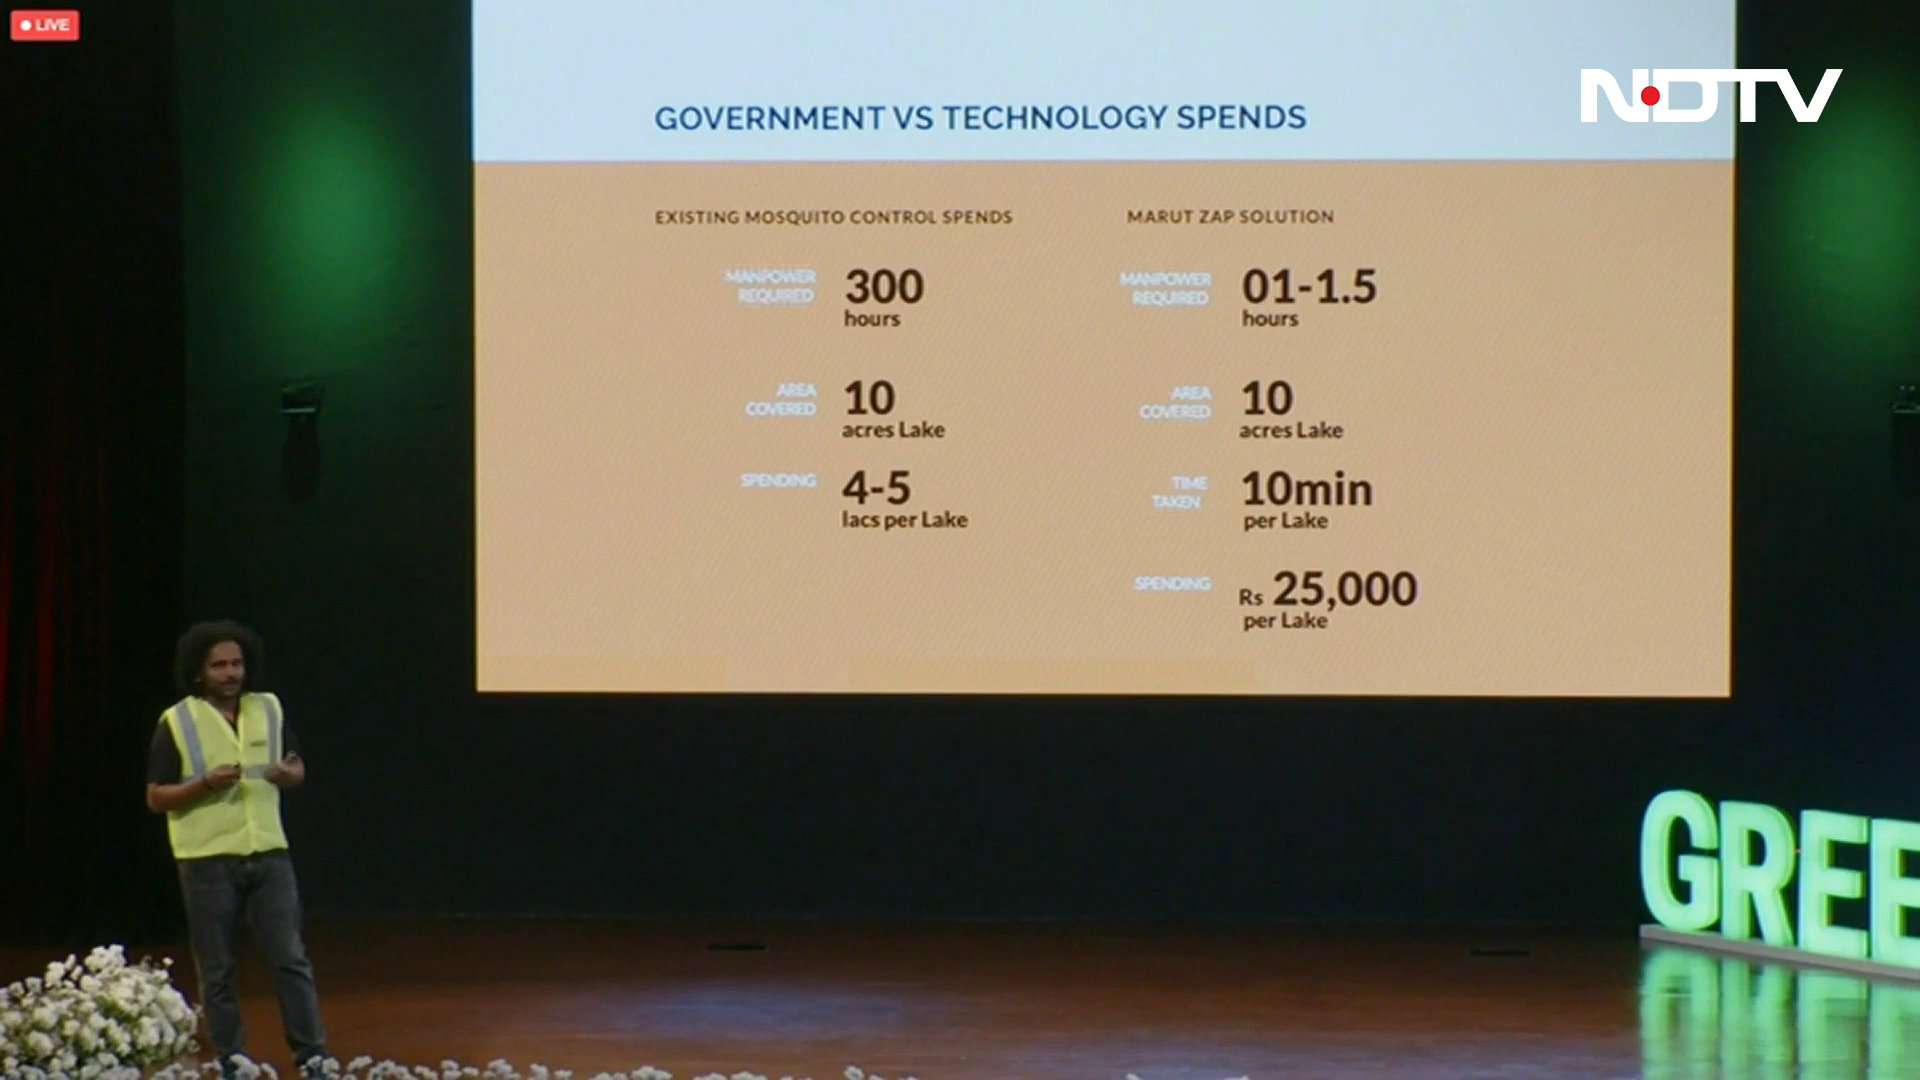 LIVE
NDTV
GOVERNMENT VS TECHNOLOGY SPENDS
EXISTING MOSQUITO CONTROL SPENDS
MANPOWER
REQUIRED
300
hours
AREA
COVERED
10
acres Lake
SPENDING
4-5
lacs per Lake
MARUT ZAP SOLUTION
MANPOWER
REQUIRED
01-1.5
hours
AREA
COVERED
10
acres Lake
TIME
TAKEN
10min
per Lake
SPENDING
Rs 25,000
per Lake
GREE